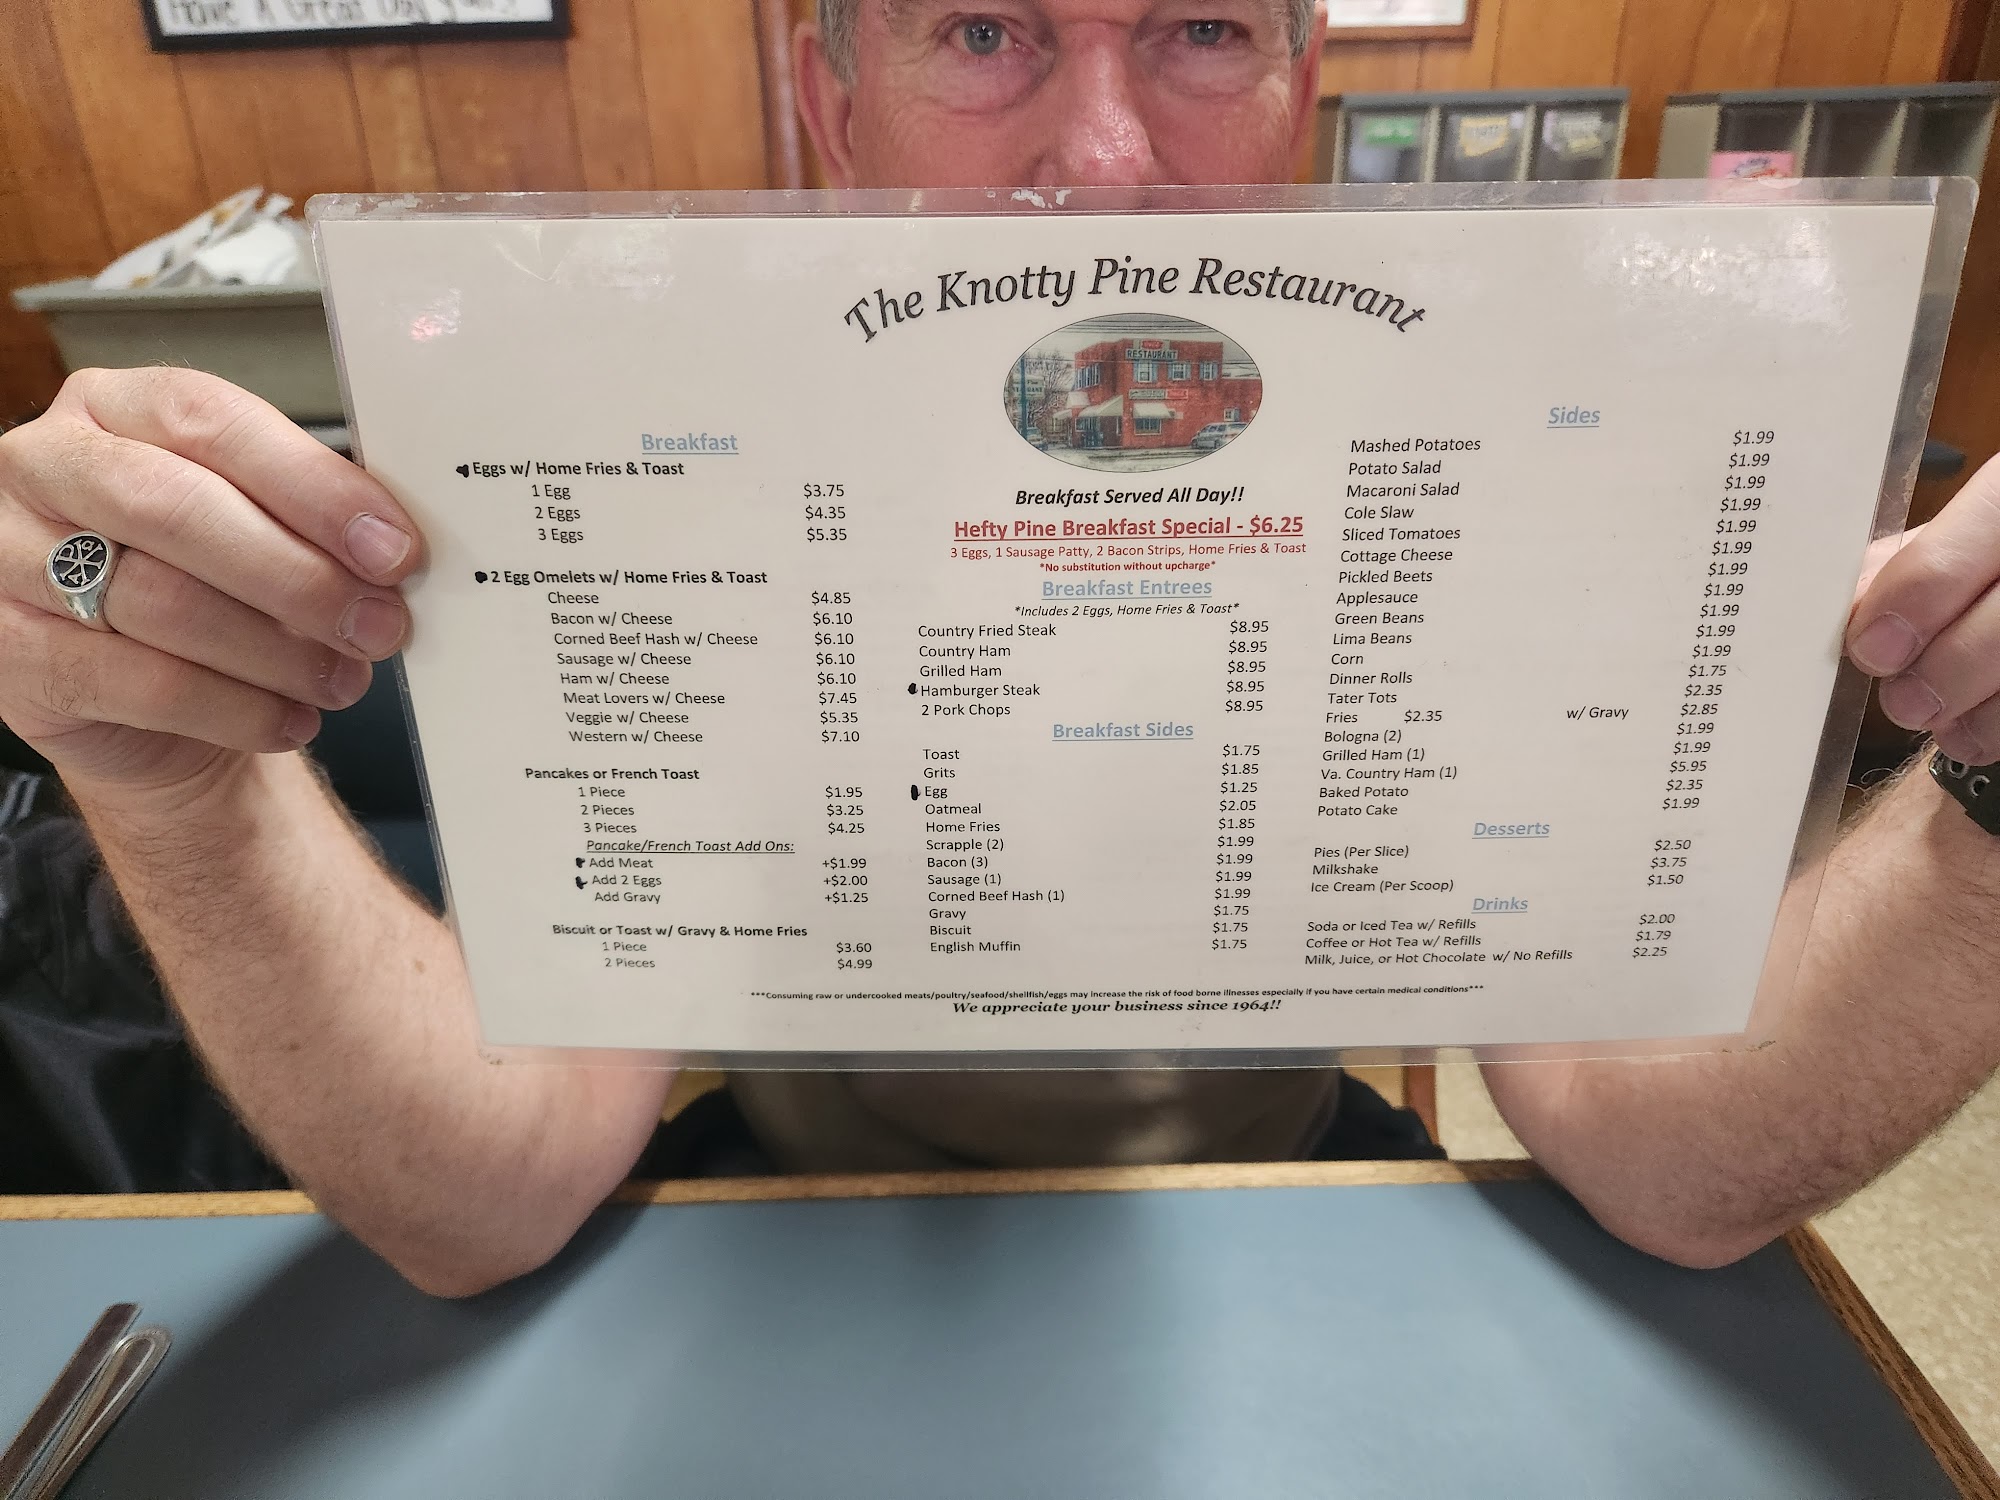 Have A Great Day
The Knotty Pine Restaurant
RESTAURANT
Breakfast
Eggs w/ Home Fries & Toast
1 Egg $3.75
2 Eggs $4.35
3 Eggs $5.35
2 Egg Omelets w/ Home Fries & Toast
Cheese $4.85
Bacon w/ Cheese $6.10
Corned Beef Hash w/ Cheese $6.10
Sausage w/ Cheese $6.10
Ham w/ Cheese $6.10
Meat Lovers w/ Cheese $7.45
Veggie w/ Cheese $5.35
Western w/ Cheese $7.10
Pancakes or French Toast
1 Piece $1.95
2 Pieces $3.25
3 Pieces $4.25
Pancake/French Toast Add Ons:
Add Meat +$1.99
Add 2 Eggs +$2.00
Add Gravy +$1.25
Biscuit or Toast w/ Gravy & Home Fries
1 Piece $3.60
2 Pieces $4.99
Breakfast Served All Day!!
Hefty Pine Breakfast Special - $6.25
3 Eggs, 1 Sausage Patty, 2 Bacon Strips, Home Fries & Toast
*No substitution without upcharge*
Breakfast Entrees
*Includes 2 Eggs, Home Fries & Toast*
Country Fried Steak $8.95
Country Ham $8.95
Grilled Ham $8.95
Hamburger Steak $8.95
2 Pork Chops $8.95
Breakfast Sides
Toast $1.75
Grits $1.85
Egg $1.25
Oatmeal $2.05
Home Fries $1.85
Scrapple (2) $1.99
Bacon (3) $1.99
Sausage (1) $1.99
Corned Beef Hash (1) $1.99
Gravy $1.75
Biscuit $1.75
English Muffin $1.75
Sides
Mashed Potatoes $1.99
Potato Salad $1.99
Macaroni Salad $1.99
Cole Slaw $1.99
Sliced Tomatoes $1.99
Cottage Cheese $1.99
Pickled Beets $1.99
Applesauce $1.99
Green Beans $1.99
Lima Beans $1.99
Corn $1.99
Dinner Rolls $1.75
Tater Tots $2.35
Fries $2.35 w/ Gravy $2.85
Bologna (2) $1.99
Grilled Ham (1) $1.99
Va. Country Ham (1) $5.95
Baked Potato $2.35
Potato Cake $1.99
Desserts
Pies (Per Slice) $2.50
Milkshake $3.75
Ice Cream (Per Scoop) $1.50
Drinks
Soda or Iced Tea w/ Refills $2.00
Coffee or Hot Tea w/ Refills $1.79
Milk, Juice, or Hot Chocolate w/ No Refills $2.25
***Consuming raw or undercooked meats/poultry/seafood/shellfish/eggs may increase the risk of food borne illnesses especially if you have certain medical conditions***
We appreciate your business since 1964!!